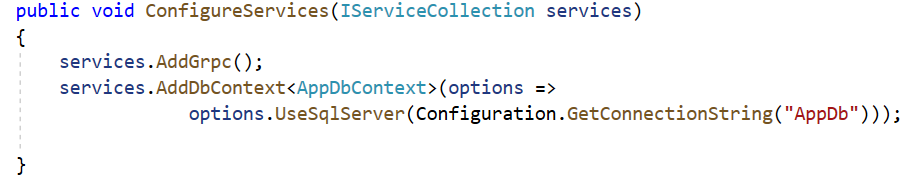 public void ConfigureServices(IServiceCollection services)
{
    services.AddGrpc();
    services.AddDbContext<AppDbContext>(options =>
                options.UseSqlServer(Configuration.GetConnectionString("AppDb")));
}